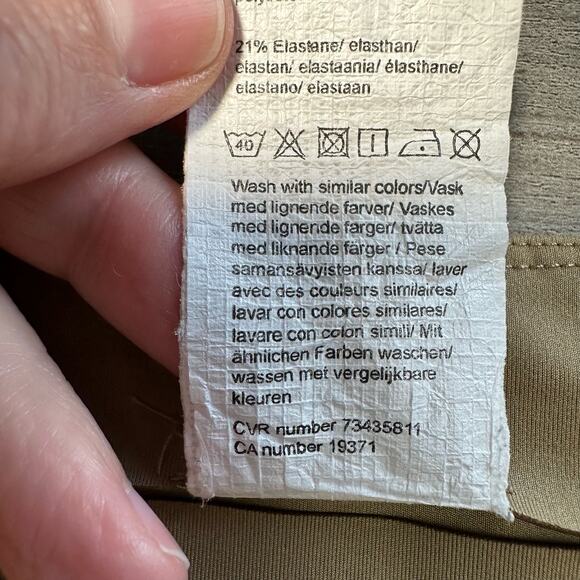 21% Elastane/ elasthan/
elastan/ elastaania/ élasthane/
elastano/ elastaan
40
Wash with similar colors/Vask
med lignende farver/ Vaskes
med lignende farger/ tvätta
med liknande färger / Pese
samansävyisten kanssa/ laver
avec des couleurs similaires/
lavar con colores similares/
lavare con colon simili/ Mit
ähnlichen Farben waschen/
wassen met vergelijkbare
kleuren
CVR number 73435811
CA number 19371